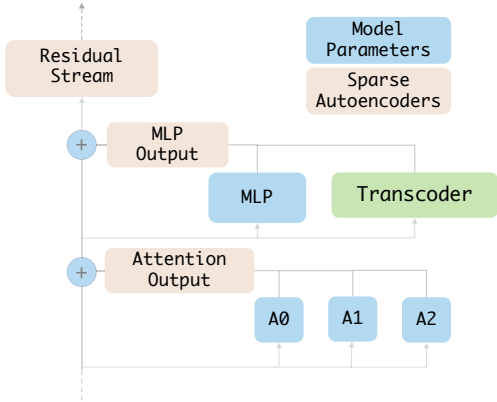 Model
Parameters
Residual
Stream
Sparse
Autoencoders
+
MLP
Output
MLP
Transcoder
+
Attention
Output
A0
A1
A2